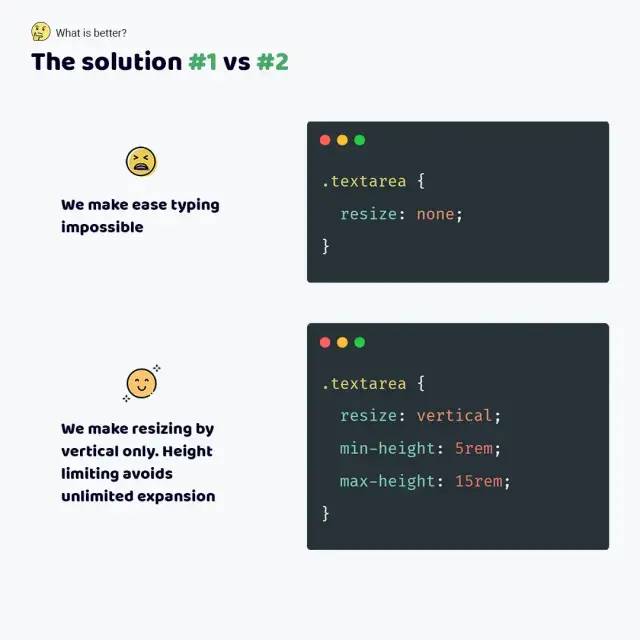 What is better?
The solution #1 vs #2
We make ease typing
impossible
.textarea {
resize: none;
}
We make resizing by
vertical only. Height
limiting avoids
unlimited expansion
.textarea {
resize: vertical;
min-height: 5rem;
max-height: 15rem;
}